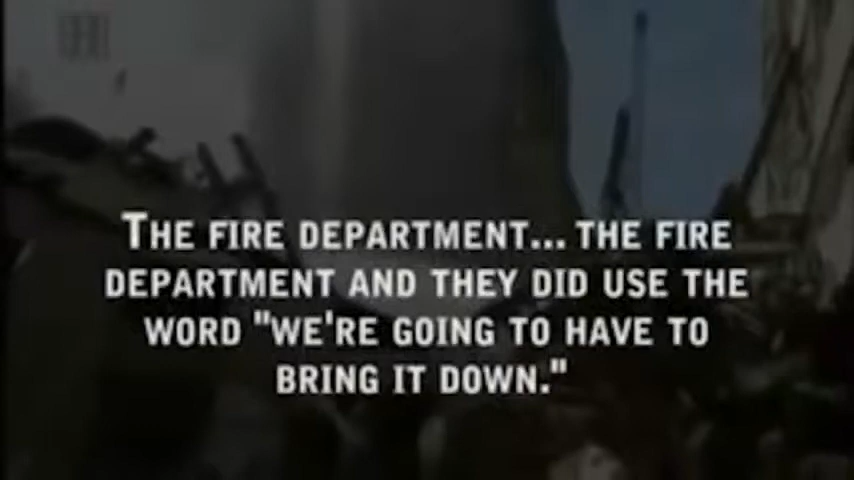 THE FIRE DEPARTMENT... THE FIRE
DEPARTMENT AND THEY DID USE THE
WORD "WE'RE GOING TO HAVE TO
BRING IT DOWN."